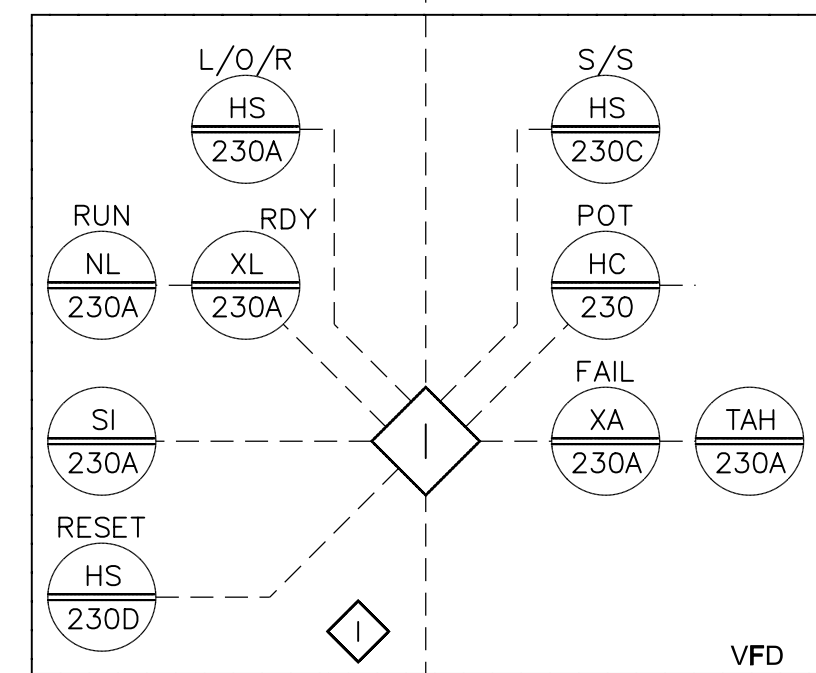 L/O/R
HS
230A
S/S
HS
230C
RUN
NL
230A
RDY
XL
230A
POT
HC
230
SI
230A
I
FAIL
XA
230A
TAH
230A
RESET
HS
230D
I
VFD